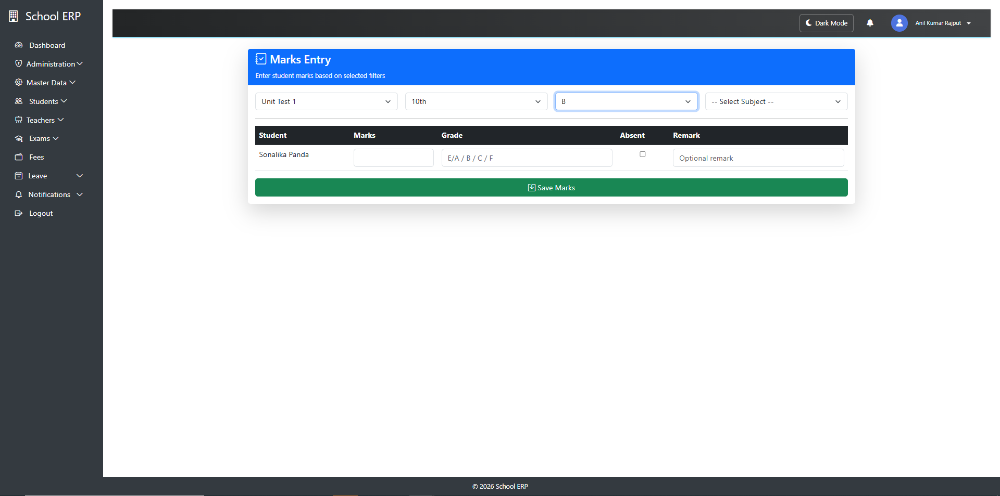 School ERP
Dashboard
Administration
Master Data
Students
Teachers
Exams
Fees
Leave
Notifications
Logout
Dark Mode
Anil Kumar Rajput
Marks Entry
Enter student marks based on selected filters
Unit Test 1
10th
B
-- Select Subject --
Student Marks Grade Absent Remark
Sonalika Panda E/A / B / C / F Optional remark
Save Marks
© 2026 School ERP